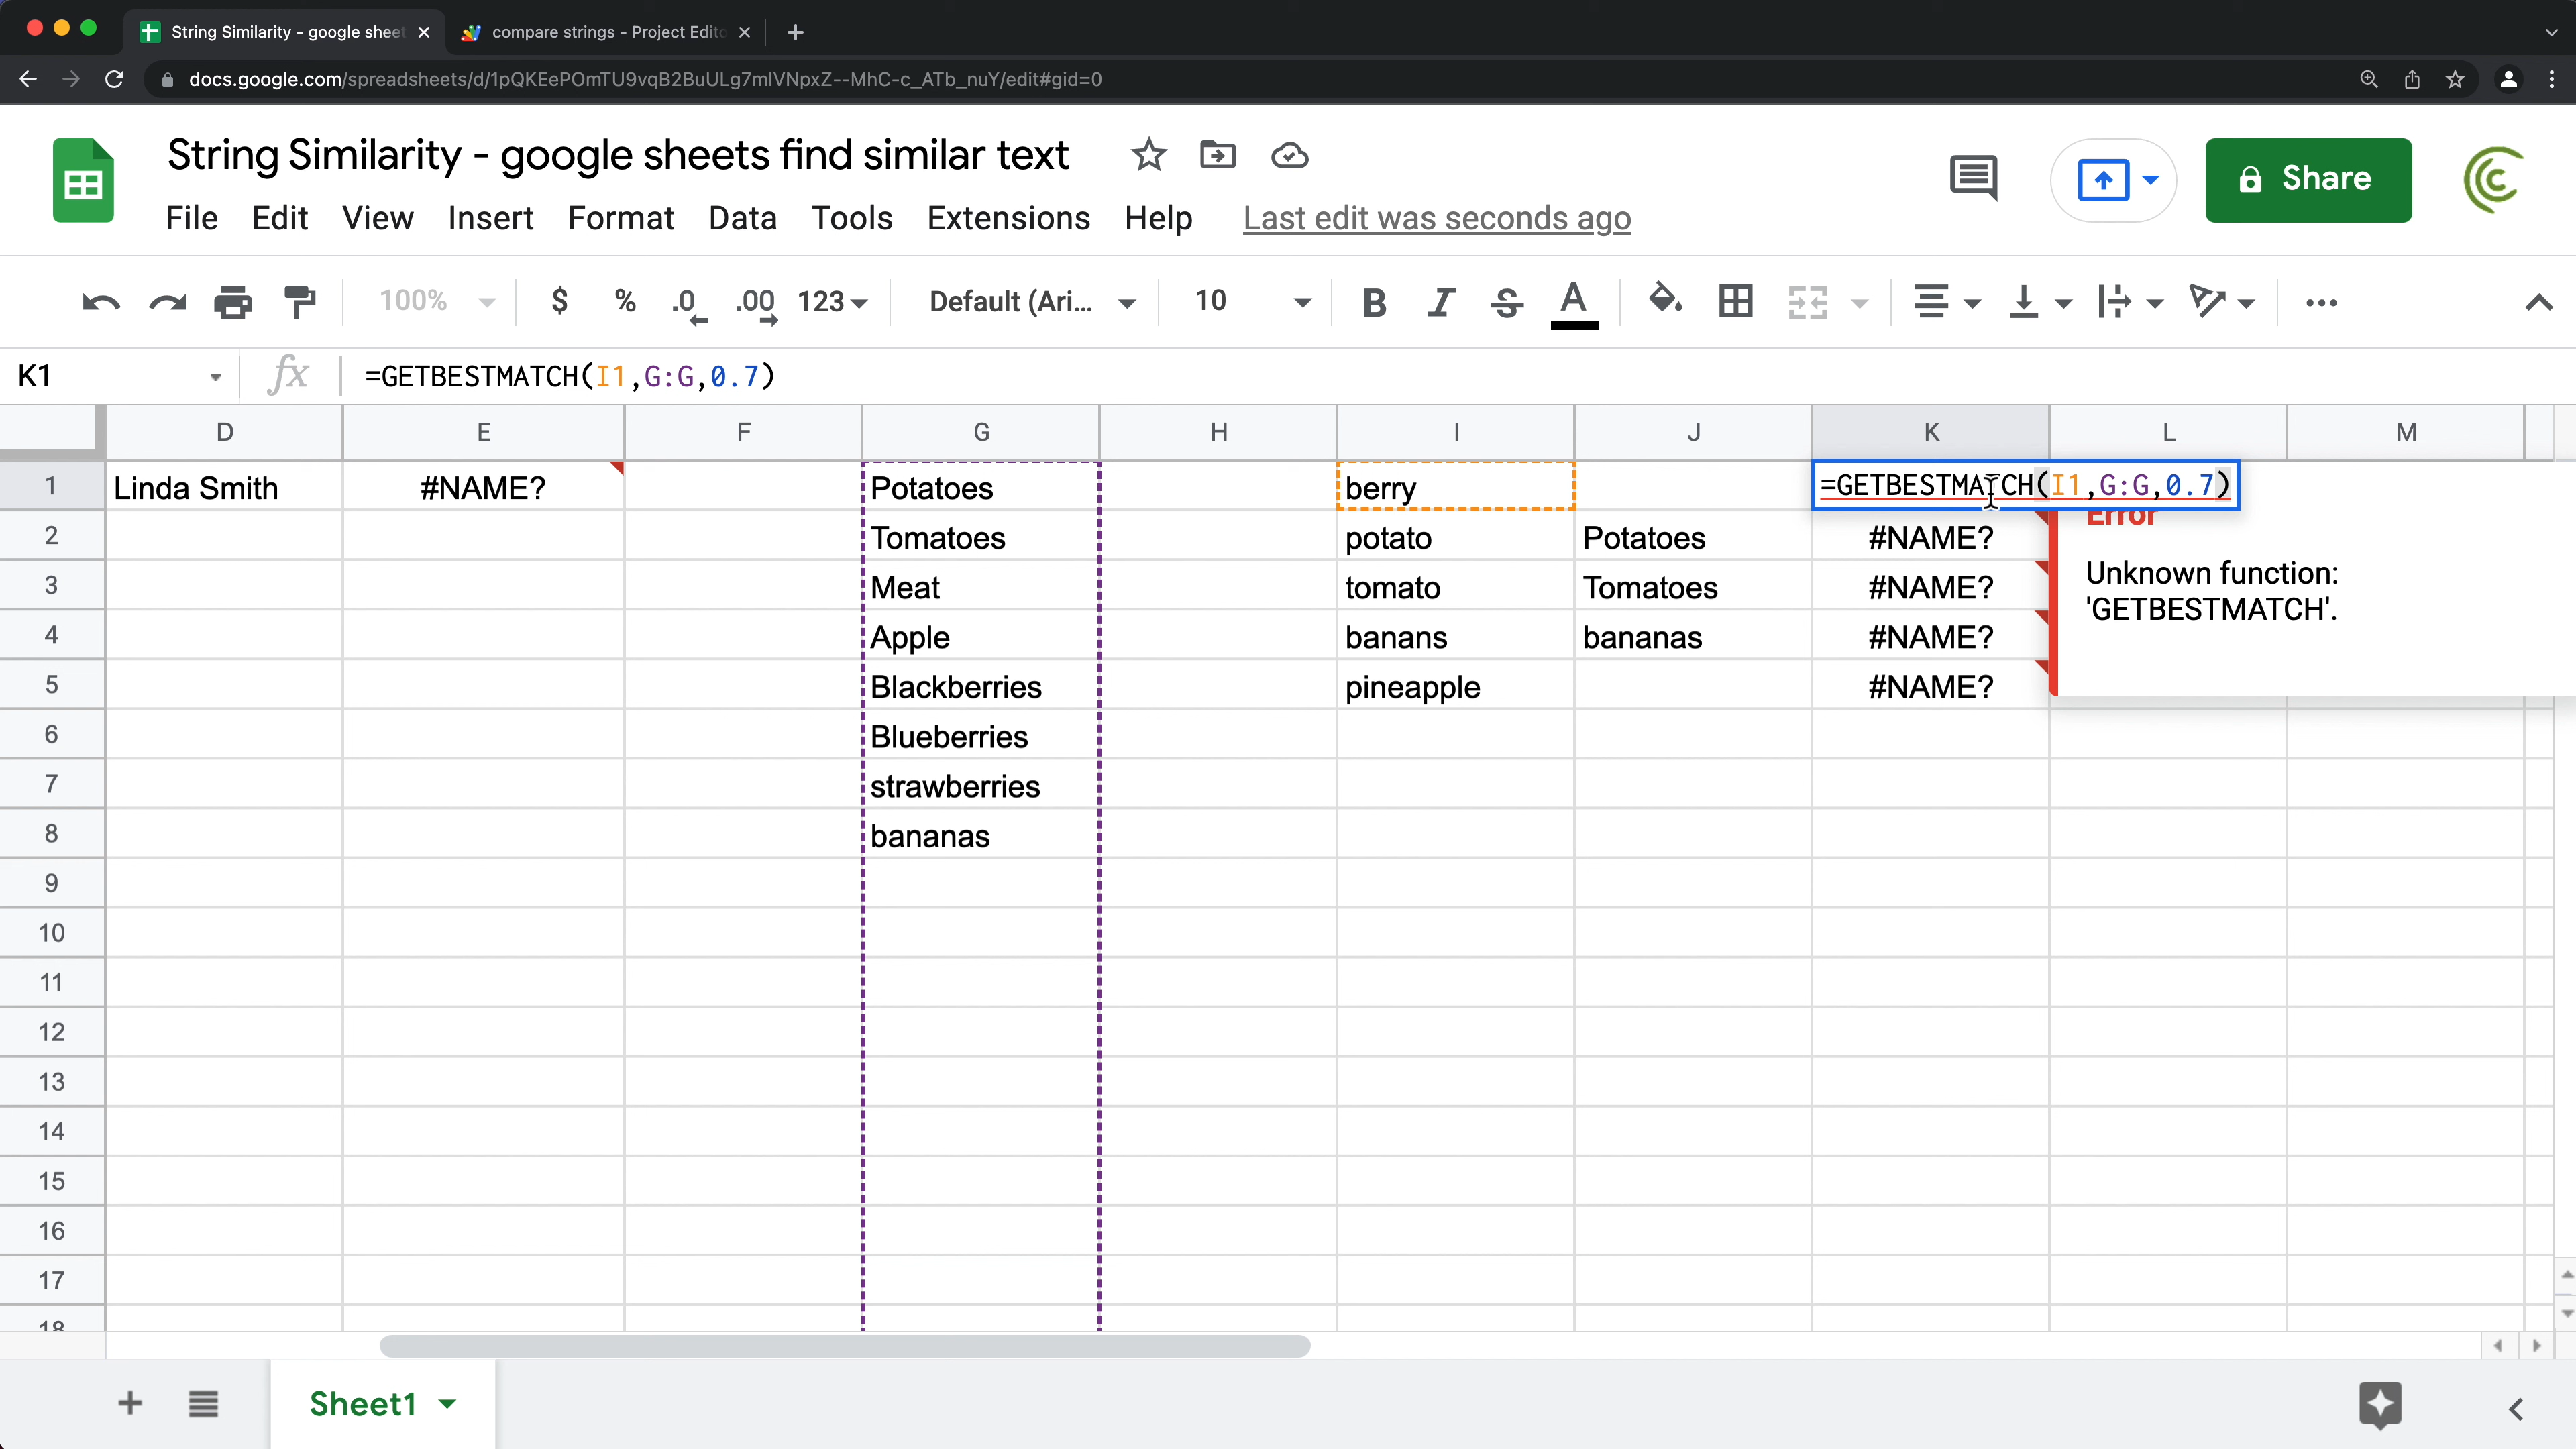 String Similarity - google sheet
compare strings - Project Edito
docs.google.com/spreadsheets/d/1pQKEePOmTU9vqB2BuULg7mlVNpxZ--MhC-c_ATb_nuY/edit#gid=0
String Similarity - google sheets find similar text
Share
File Edit View Insert Format Data Tools Extensions Help Last edit was seconds ago
100% $ % .0 .00 123 Default (Ari... 10 B I S A
K1 fx =GETBESTMATCH(I1,G:G,0.7)
D E F G H I J K L M
1 Linda Smith #NAME? Potatoes berry =GETBESTMATCH(I1,G:G,0.7)
Error
2 Tomatoes potato Potatoes #NAME?
Unknown function:
3 Meat tomato Tomatoes #NAME?
'GETBESTMATCH'.
4 Apple banans bananas #NAME?
5 Blackberries pineapple #NAME?
6 Blueberries
7 strawberries
8 bananas
9
10
11
12
13
14
15
16
17
18
Sheet1